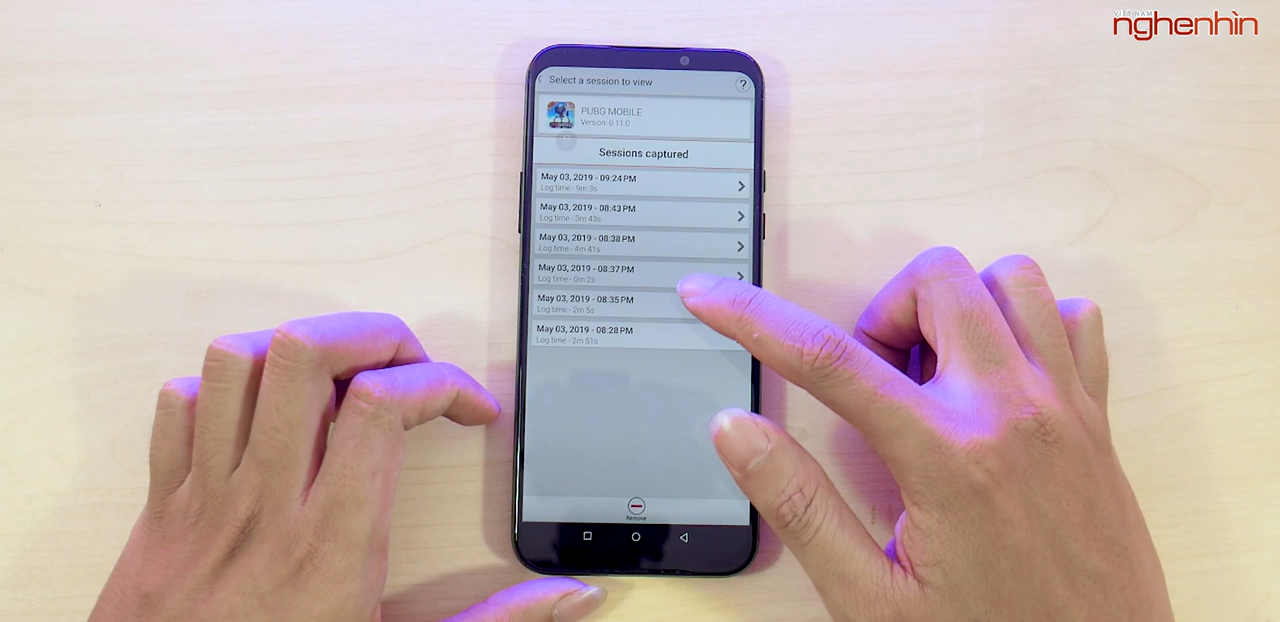 VIỆT NAM
nghenhìn
Select a session to view
?
PUBG MOBILE
Version: 0.11.0
Sessions captured
May 03, 2019 - 09:24 PM
Log time - 9m 3s
May 03, 2019 - 08:43 PM
Log time - 3m 43s
May 03, 2019 - 08:38 PM
Log time - 4m 41s
May 03, 2019 - 08:37 PM
Log time - 0m 2s
May 03, 2019 - 08:35 PM
Log time - 2m 5s
May 03, 2019 - 08:28 PM
Log time - 2m 51s
Remove